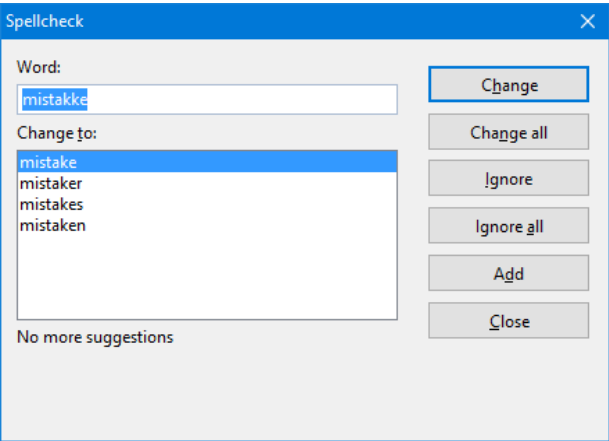 Spellcheck
Word:
mistakke
Change to:
mistake
mistaker
mistakes
mistaken
No more suggestions
Change
Change all
Ignore
Ignore all
Add
Close